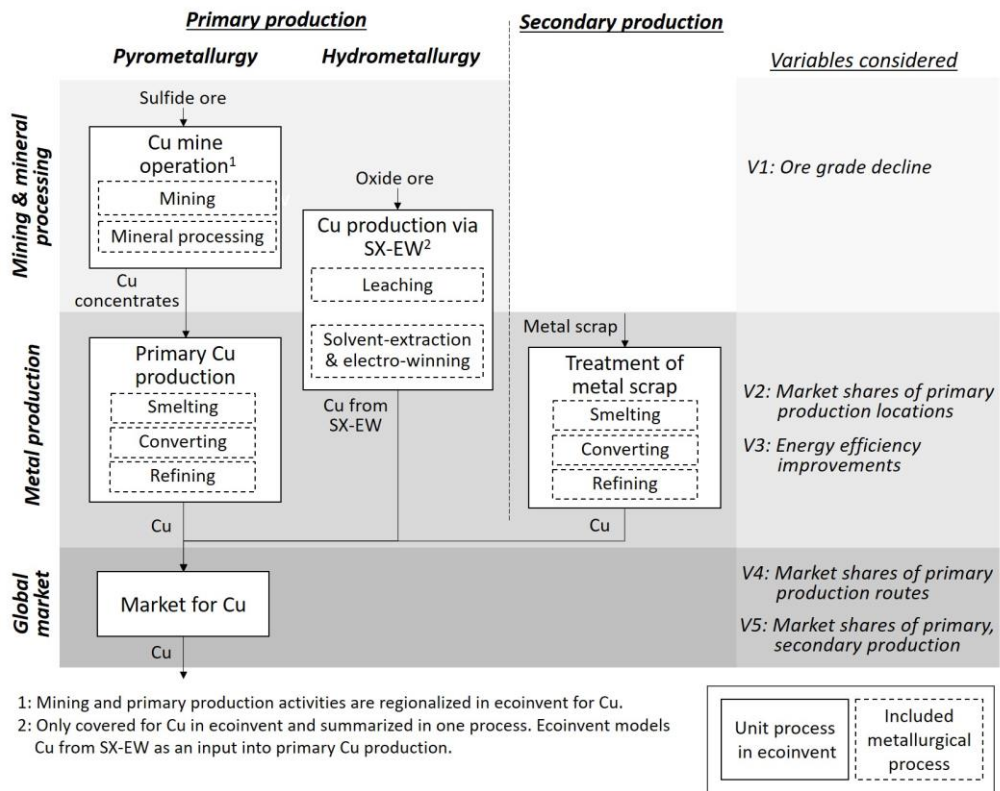 Primary production
Secondary production
Pyrometallurgy
Hydrometallurgy
Variables considered
Mining & mineral
processing
Sulfide ore
Cu mine
operation¹
Mining
Mineral processing
Cu
concentrates
Oxide ore
Cu production via
SX-EW²
Leaching
Solvent-extraction
& electro-winning
Cu from
SX-EW
V1: Ore grade decline
Metal production
Primary Cu
production
Smelting
Converting
Refining
Cu
Metal scrap
Treatment of
metal scrap
Smelting
Converting
Refining
Cu
V2: Market shares of primary
production locations
V3: Energy efficiency
improvements
Global
market
Market for Cu
Cu
V4: Market shares of primary
production routes
V5: Market shares of primary,
secondary production
1: Mining and primary production activities are regionalized in ecoinvent for Cu.
2: Only covered for Cu in ecoinvent and summarized in one process. Ecoinvent models
Cu from SX-EW as an input into primary Cu production.
Unit process
in ecoinvent
Included
metallurgical
process